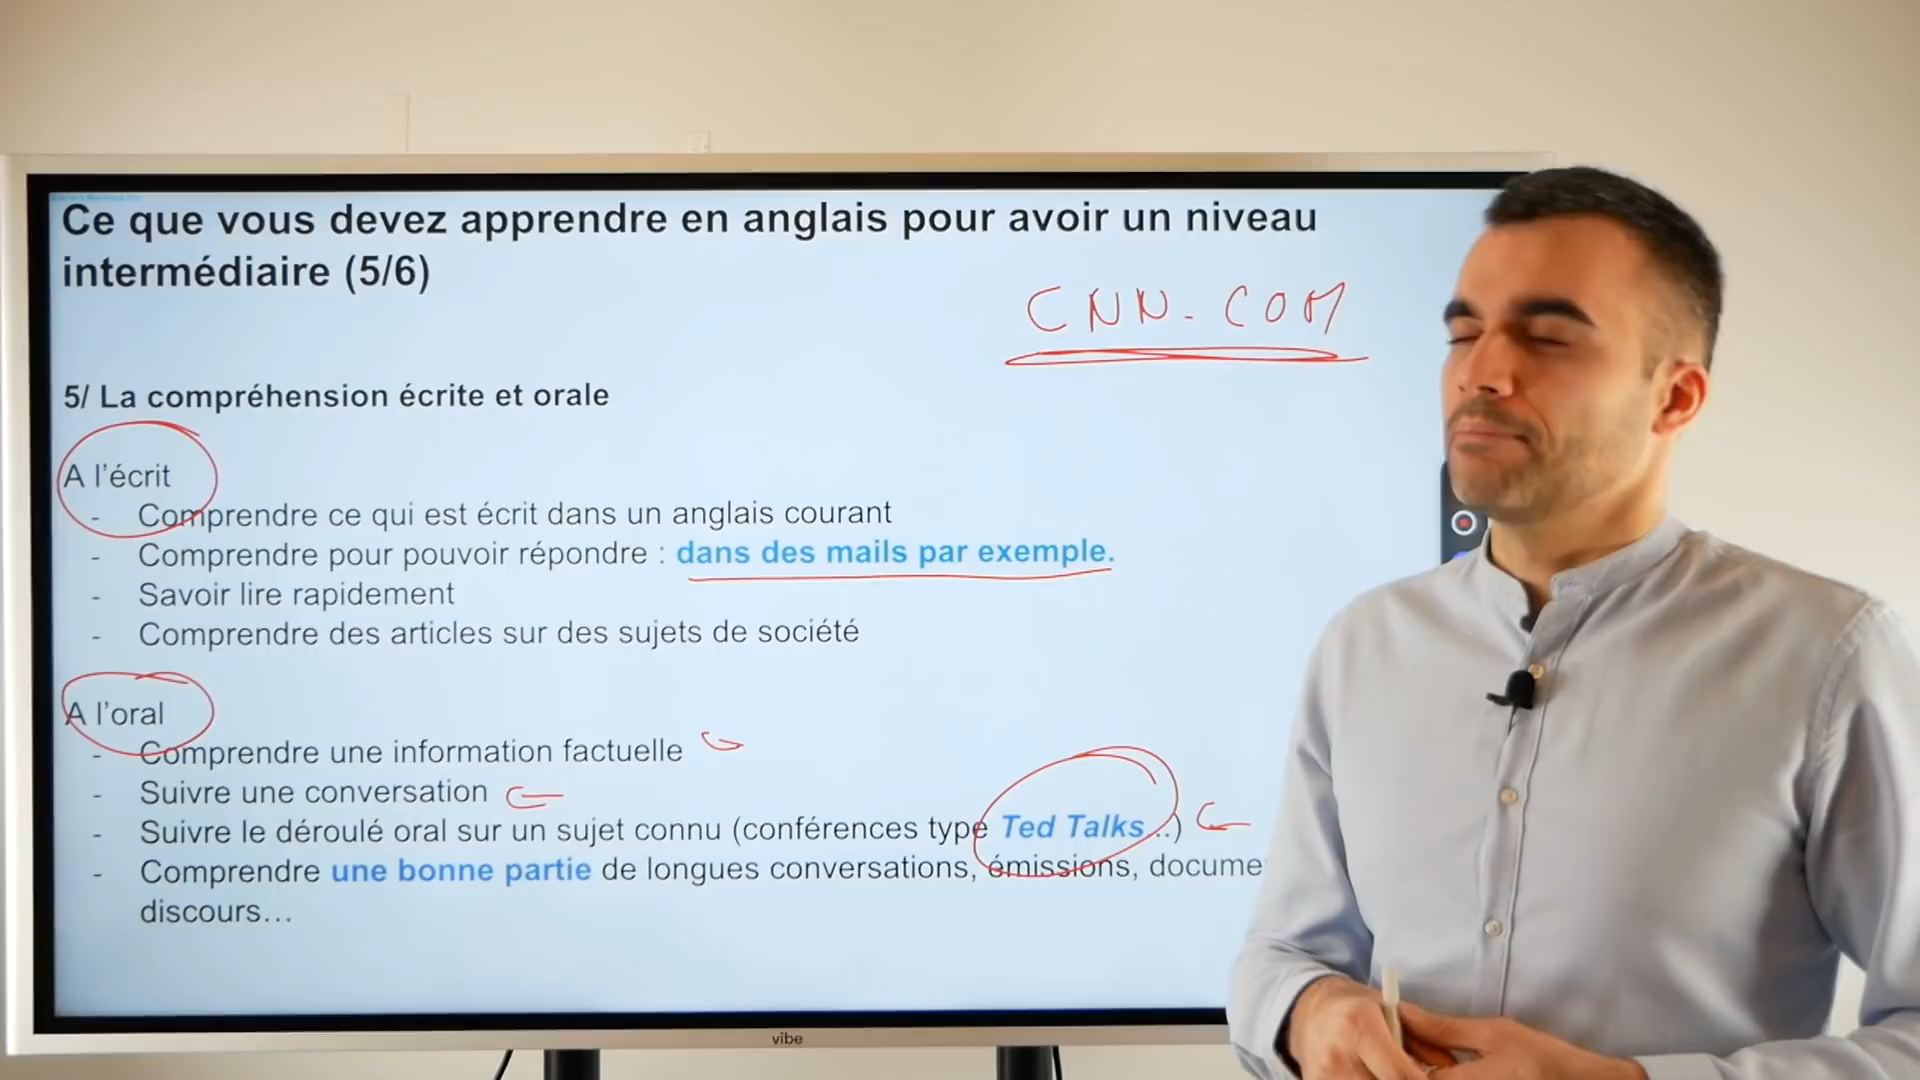 Ce que vous devez apprendre en anglais pour avoir un niveau
intermédiaire (5/6)
CNN.COM
5/ La compréhension écrite et orale
A l'écrit
- Comprendre ce qui est écrit dans un anglais courant
- Comprendre pour pouvoir répondre : dans des mails par exemple.
- Savoir lire rapidement
- Comprendre des articles sur des sujets de société
A l'oral
- Comprendre une information factuelle
- Suivre une conversation
- Suivre le déroulé oral sur un sujet connu (conférences type Ted Talks...)
- Comprendre une bonne partie de longues conversations, émissions, docume
discours...
vibe